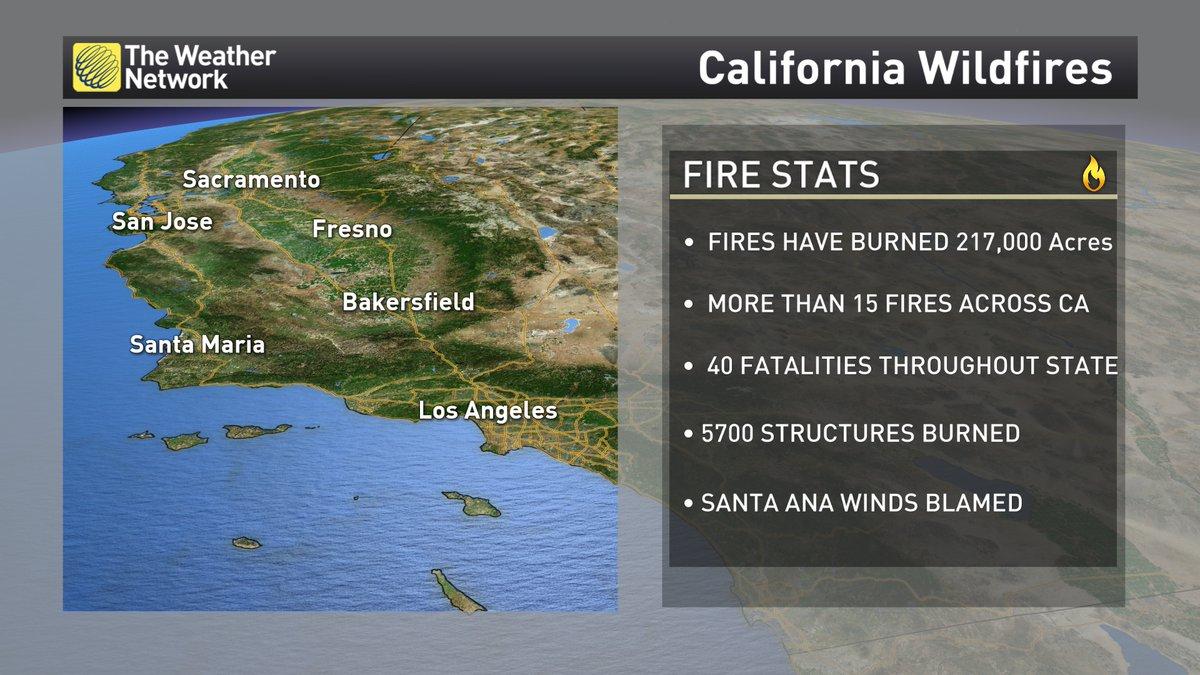 The Weather
Network
California Wildfires
Sacramento
San Jose
Fresno
Bakersfield
Santa Maria
Los Angeles
FIRE STATS
• FIRES HAVE BURNED 217,000 Acres
• MORE THAN 15 FIRES ACROSS CA
• 40 FATALITIES THROUGHOUT STATE
• 5700 STRUCTURES BURNED
• SANTA ANA WINDS BLAMED